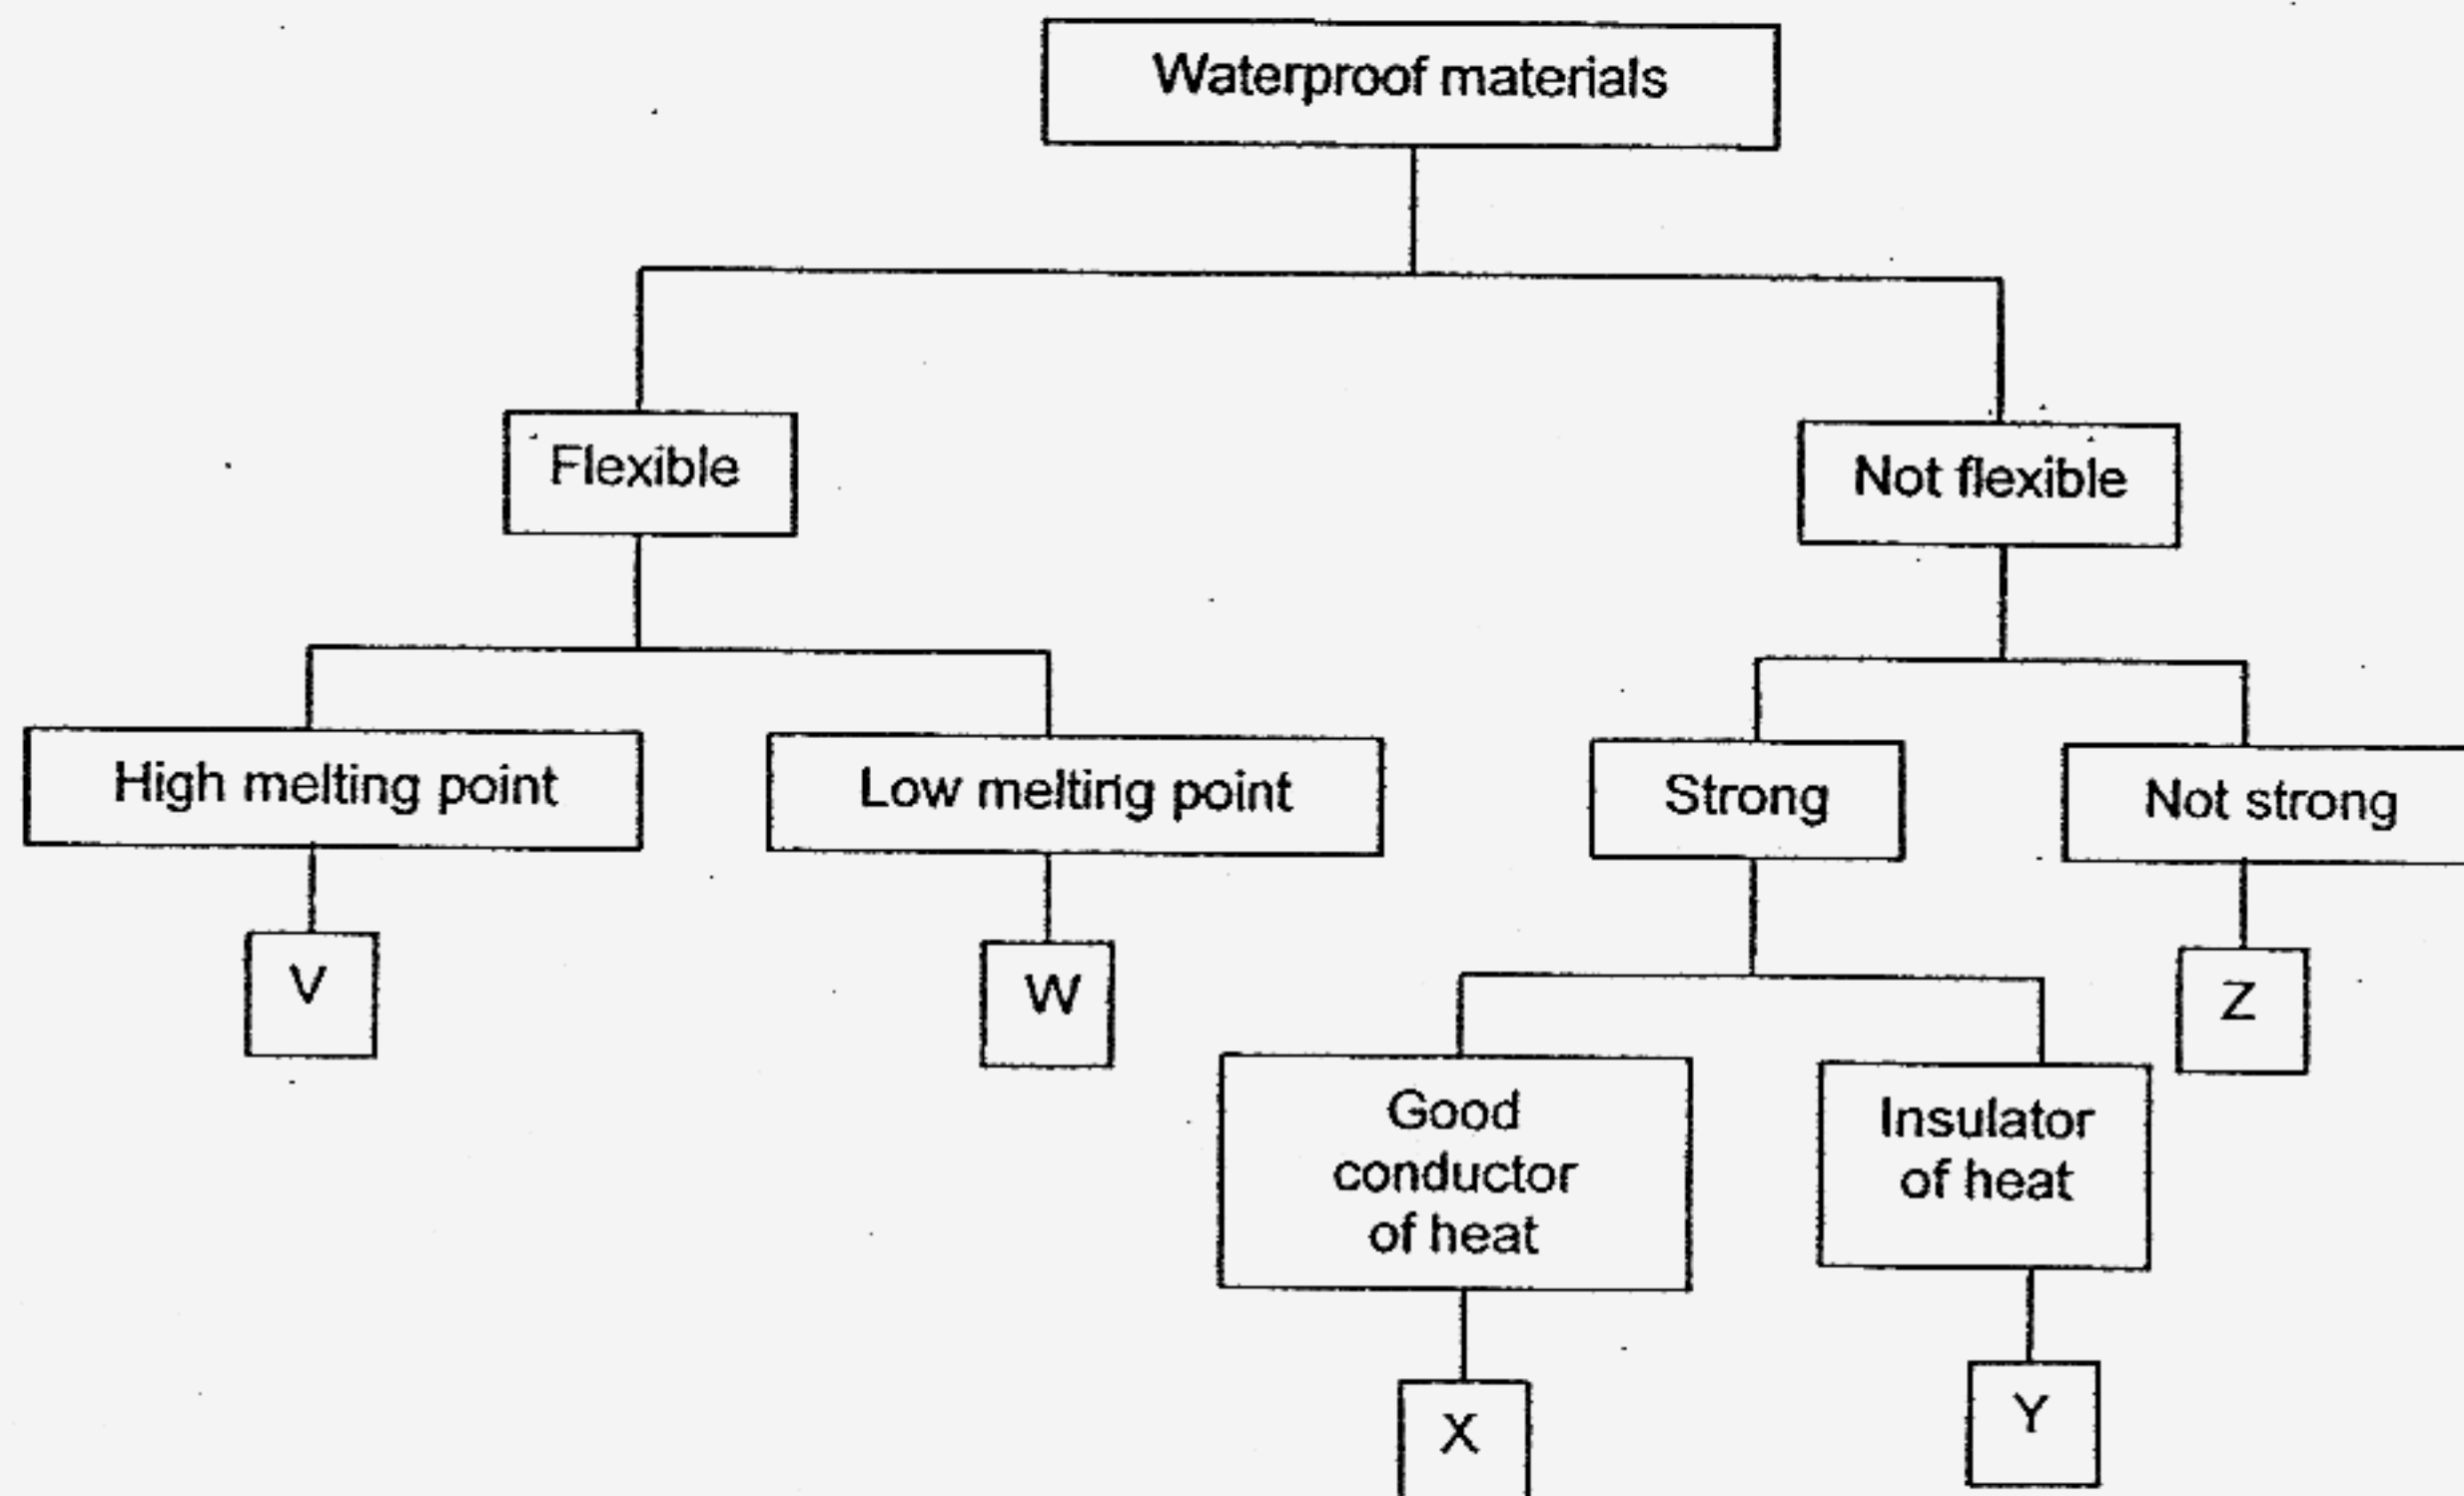 Waterproof materials
Flexible
Not flexible
High melting point
Low melting point
Strong
Not strong
V
W
Z
Good
conductor
of heat
Insulator
of heat
X
Y